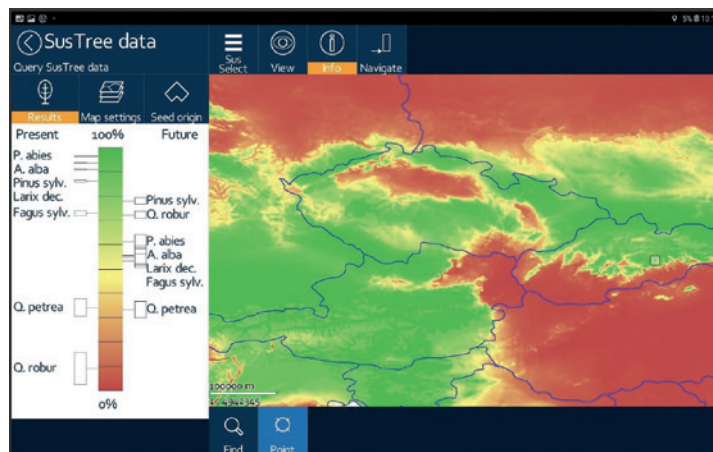 5% 10:
SusTree data
Query SusTree data
Sus Select
View
Info
Navigate
Results
Map settings
Seed origin
Present 100% Future
P. abies
A. alba
Pinus sylv.
Larix dec.
Fagus sylv.
Q. petrea
Q. robur
Pinus sylv.
Q. robur
P. abies
A. alba
Larix dec.
Fagus sylv.
Q. petrea
0%
100000 m
Find
Point